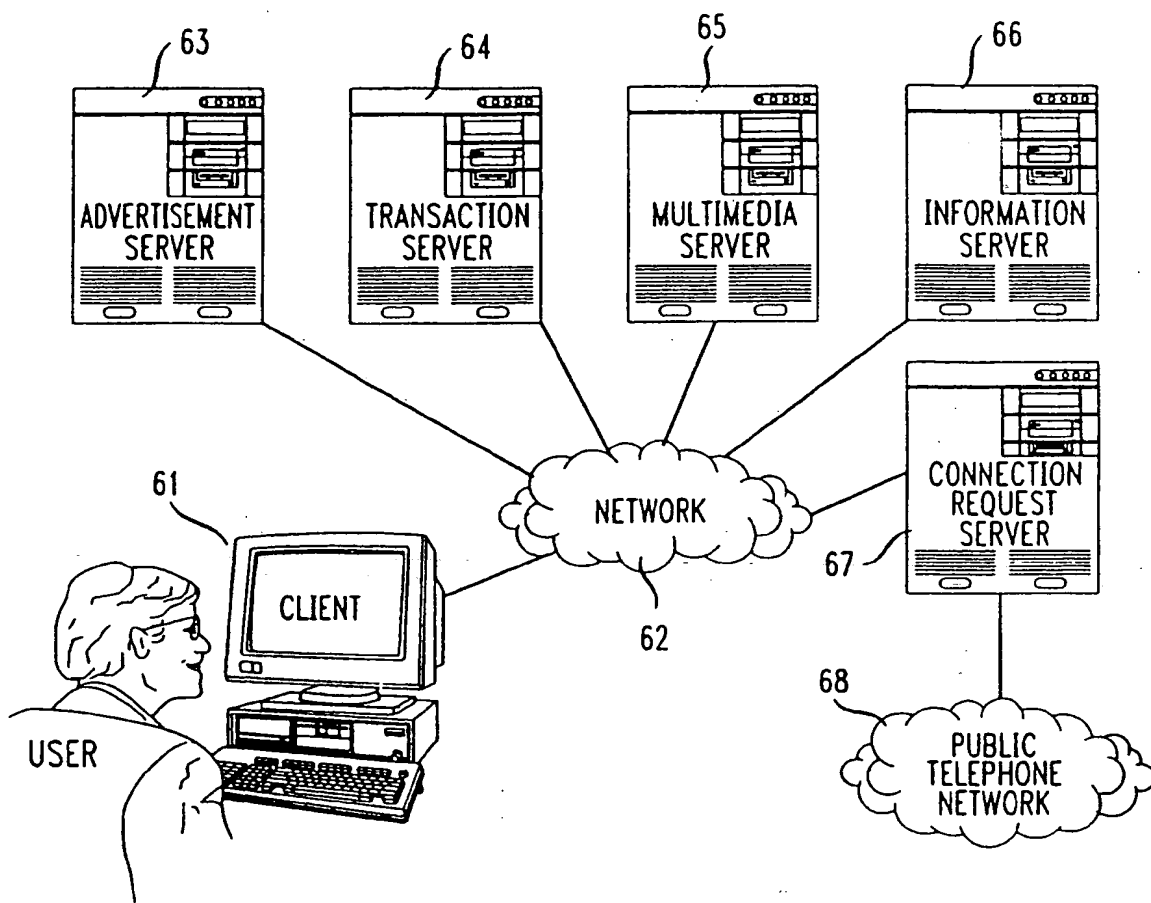 63
64
65
66
ADVERTISEMENT
SERVER
TRANSACTION
SERVER
MULTIMEDIA
SERVER
INFORMATION
SERVER
61
CLIENT
USER
NETWORK
62
CONNECTION
REQUEST
SERVER
67
68
PUBLIC
TELEPHONE
NETWORK